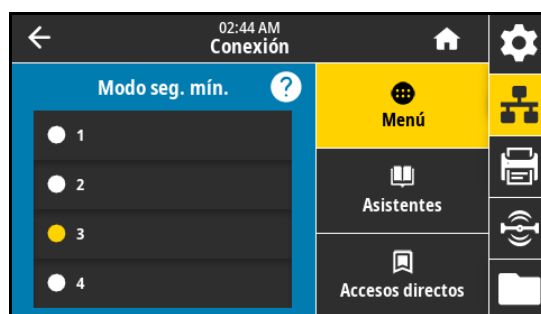 02:44 AM
Conexión
Modo seg. mín.
?
1
2
3
4
Menú
Asistentes
Accesos directos